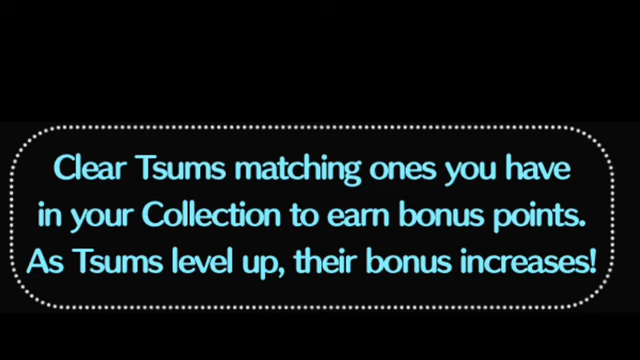 Clear Tsums matching ones you have
in your Collection to earn bonus points.
As Tsums level up, their bonus increases!